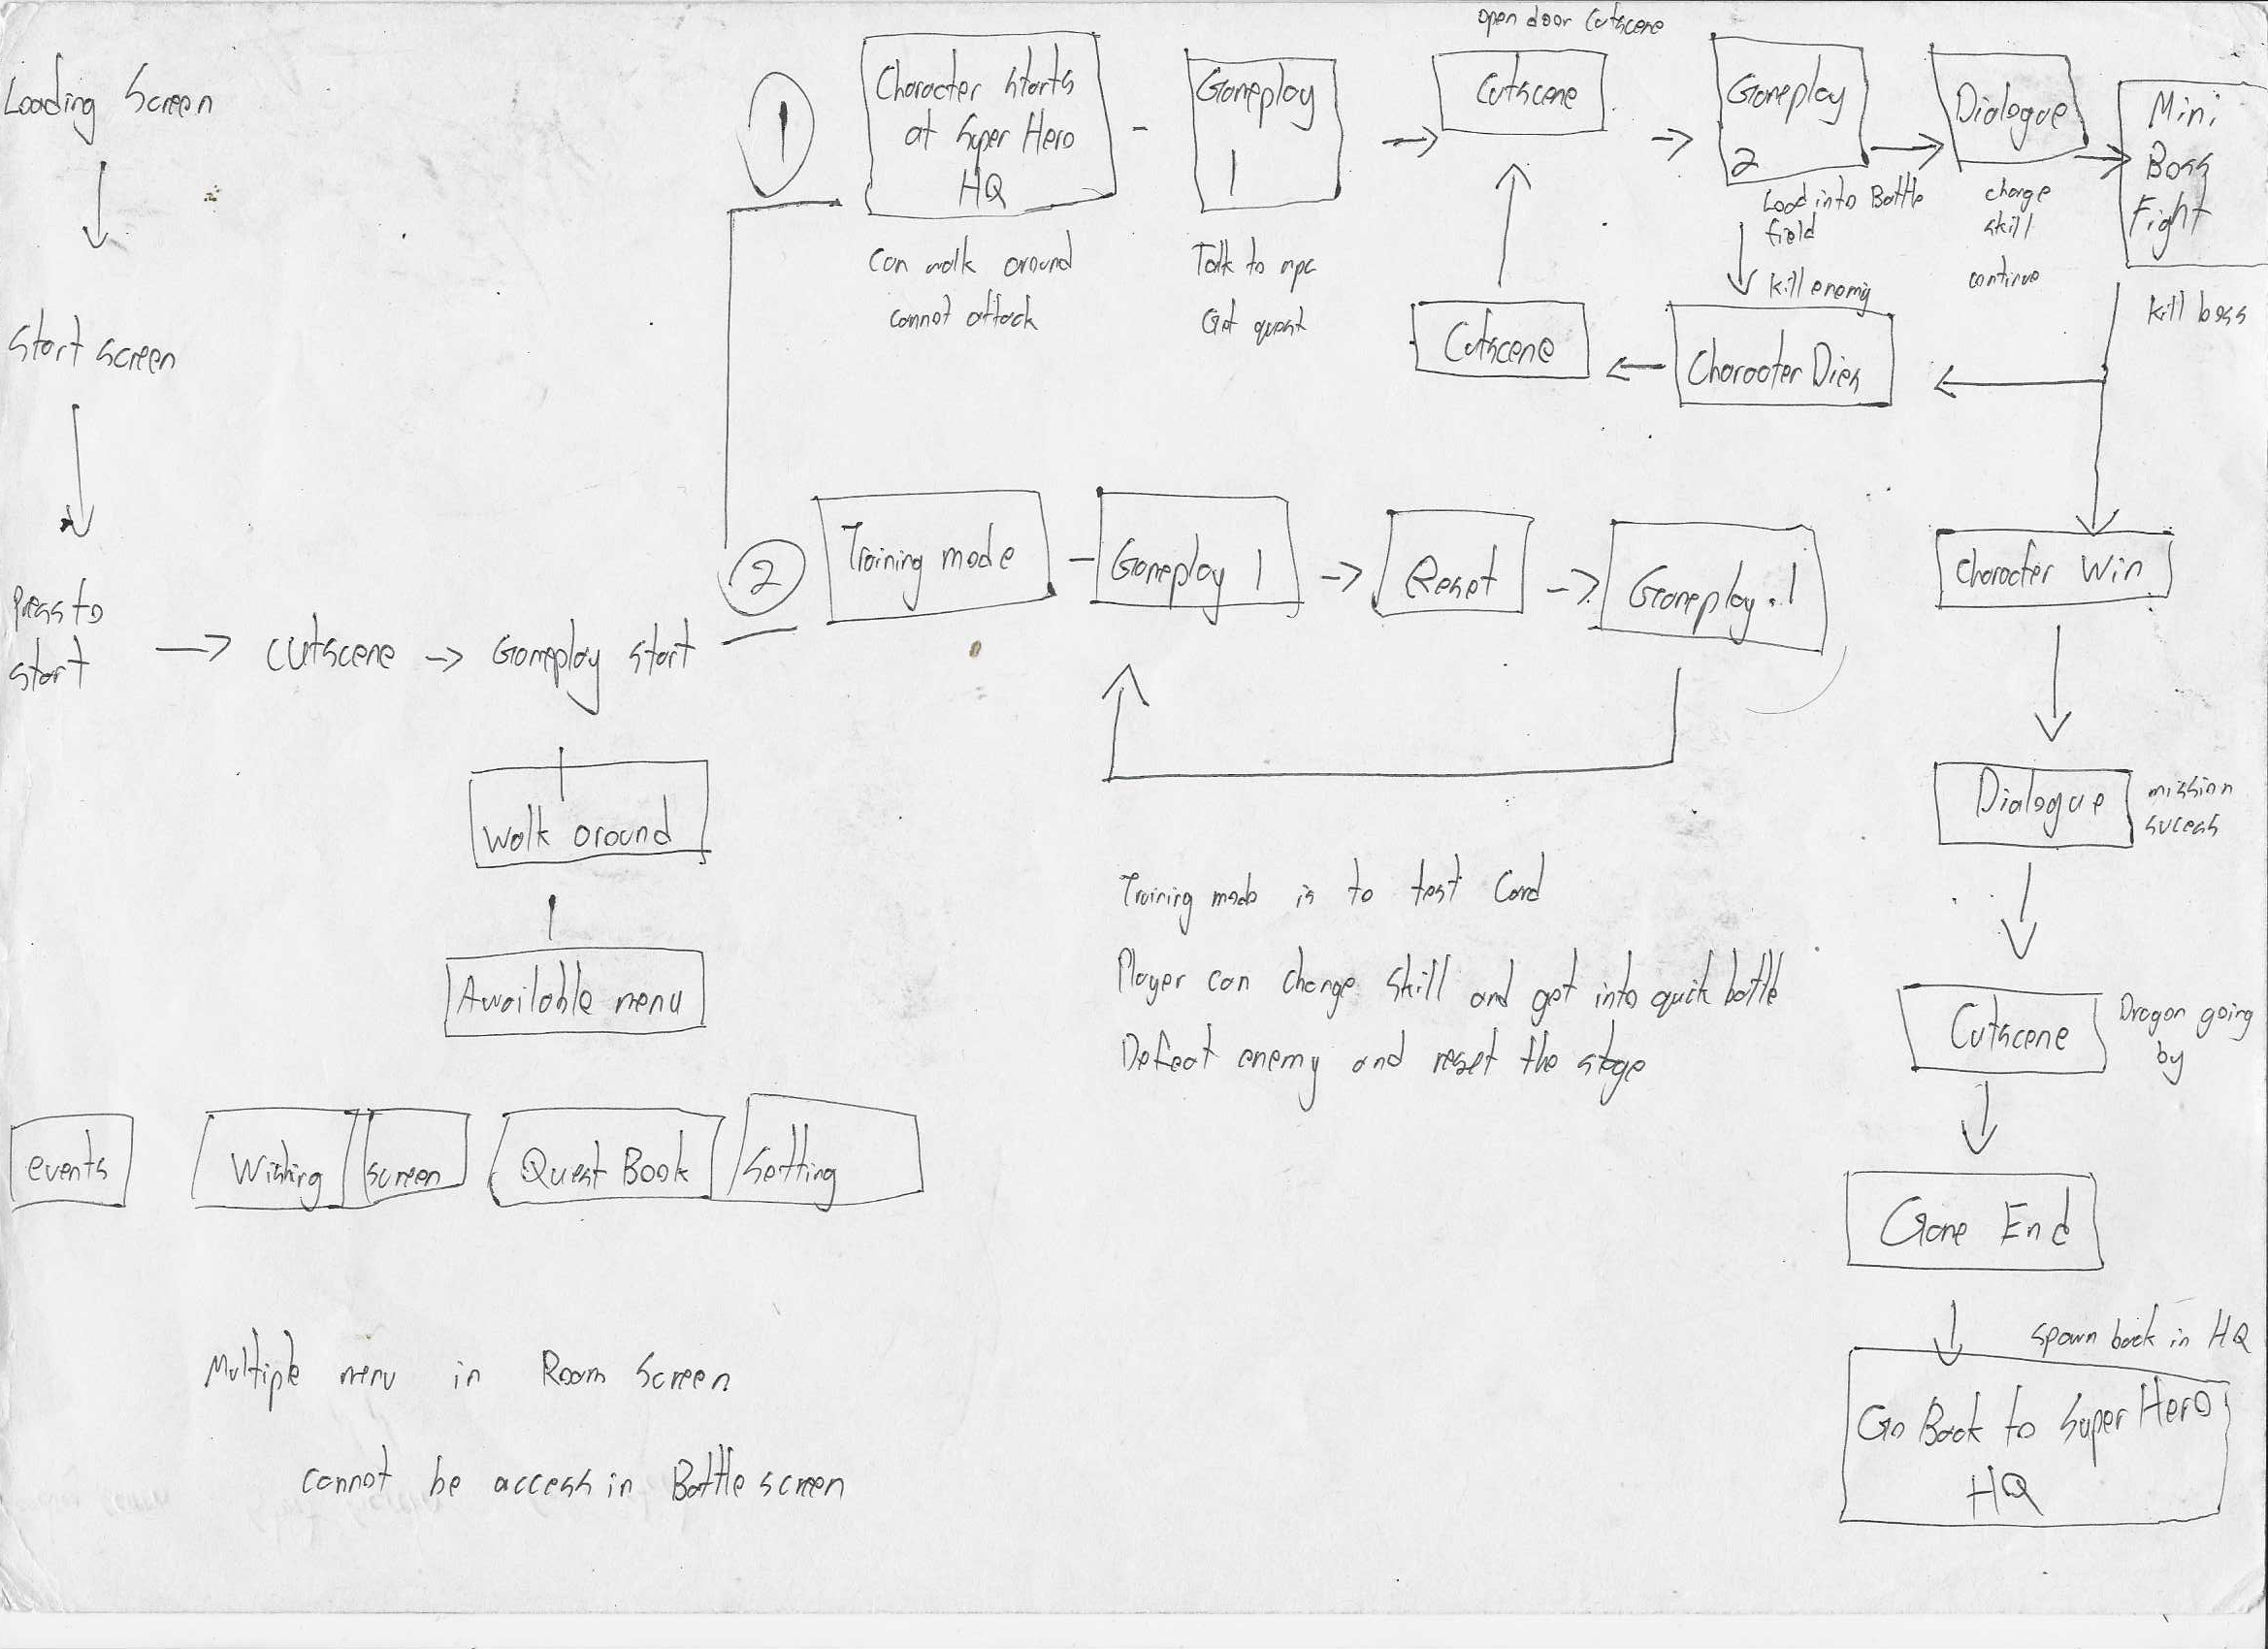 Loading Screen
Start screen
Press to
start
cutscene
Gameplay start
Walk around
Available menu
events
Wishing screen
Quest Book
Setting
Multiple menu in Room Screen
cannot be access in Battle screen
1
Character starts
at Super Hero
HQ
Can walk around
cannot attack
Gameplay
1
Talk to npc
Get quest
open door Cutscene
Cutscene
Gameplay
2
Load into Battle
field
kill enemy
Dialogue
change
skill
continue
Mini
Boss
Fight
kill boss
Cutscene
Character Dies
2
Training mode
Gameplay 1
Reset
Gameplay 1
Training mode is to test Card
Player can change skill and get into quick battle
Defeat enemy and reset the stage
Character Win
Dialogue
mission
sucess
Cutscene
Dragon going
by
Game End
spawn back in HQ
Go Back to Super Hero
HQ